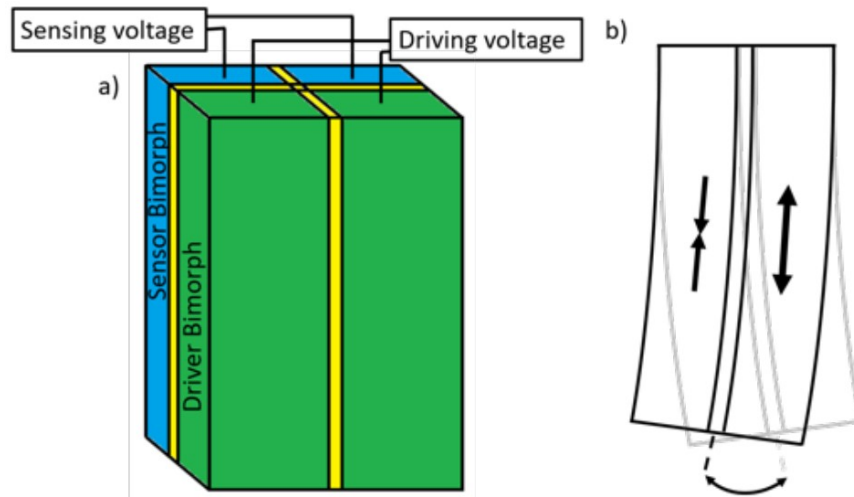 Sensing voltage
Driving voltage
a)
b)
Sensor Bimorph
Driver Bimorph